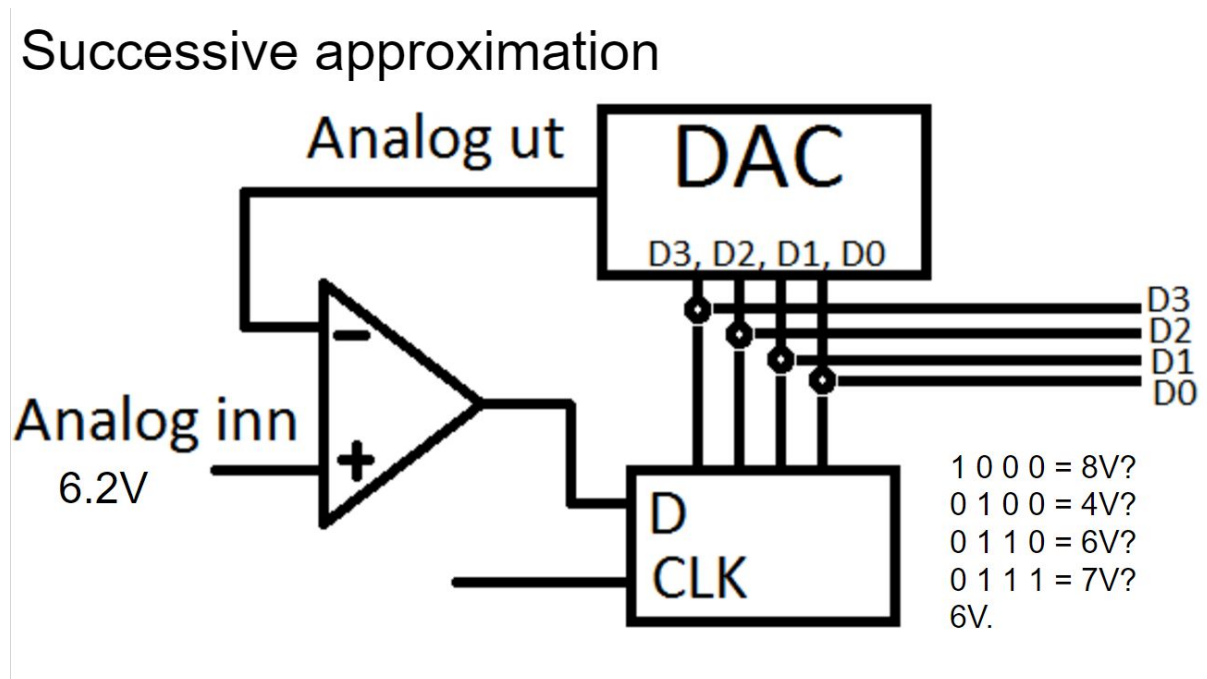 Successive approximation
Analog ut
DAC
D3, D2, D1, D0
D3
D2
D1
D0
−
Analog inn
+
6.2V
D
CLK
1 0 0 0 = 8V?
0 1 0 0 = 4V?
0 1 1 0 = 6V?
0 1 1 1 = 7V?
6V.